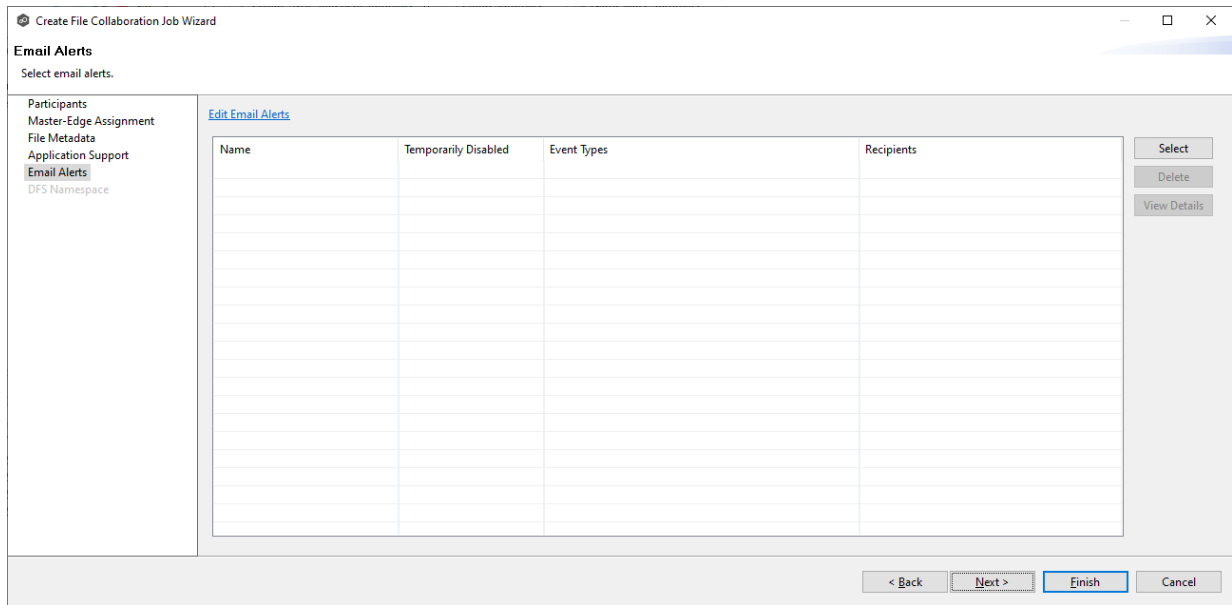 Create File Collaboration Job Wizard
Email Alerts
Select email alerts.
Participants
Master-Edge Assignment
File Metadata
Application Support
Email Alerts
DFS Namespace
Edit Email Alerts
Name Temporarily Disabled Event Types Recipients
Select
Delete
View Details
< Back Next > Finish Cancel